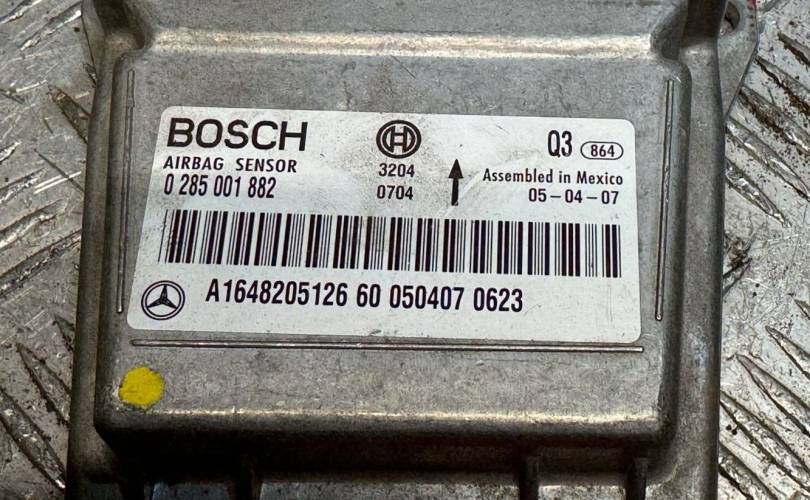 BOSCH
AIRBAG SENSOR
0 285 001 882
3204
0704
Q3 864
Assembled in Mexico
05-04-07
A1648205126 60 050407 0623